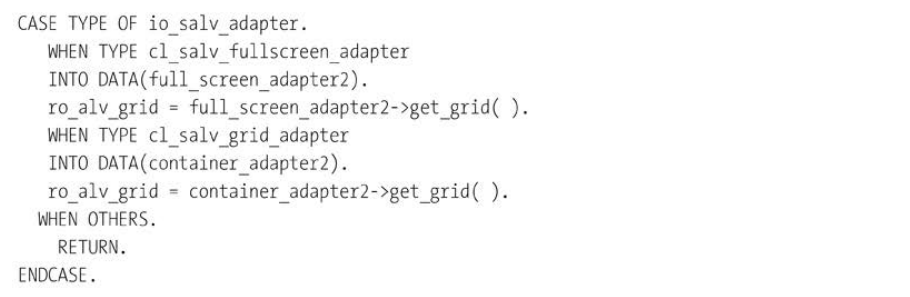 CASE TYPE OF io_salv_adapter.
WHEN TYPE cl_salv_fullscreen_adapter
INTO DATA(full_screen_adapter2).
ro_alv_grid = full_screen_adapter2->get_grid( ).
WHEN TYPE cl_salv_grid_adapter
INTO DATA(container_adapter2).
ro_alv_grid = container_adapter2->get_grid( ).
WHEN OTHERS.
RETURN.
ENDCASE.